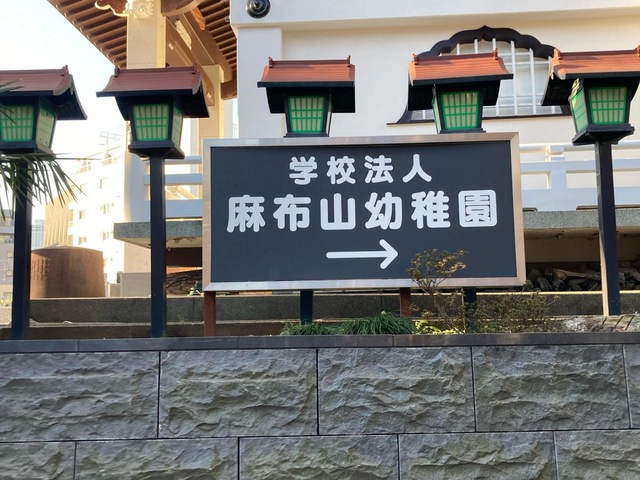 学校法人
麻布山幼稚園
→